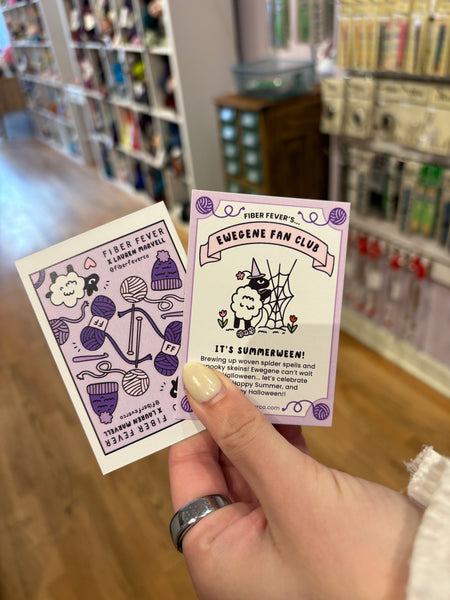 FIBER FEVER
X LAUREN MARVELL
@fiberfeverco
FF
FF
FIBER FEVER
X LAUREN MARVELL
@fiberfeverco
FIBER FEVER'S...
EWEGENE FAN CLUB
IT'S SUMMERWEEN!
Brewing up woven spider spells and
spooky skeins! Ewegene can't wait
Halloween... let's celebrate
Happy Summer, and
Halloween!!